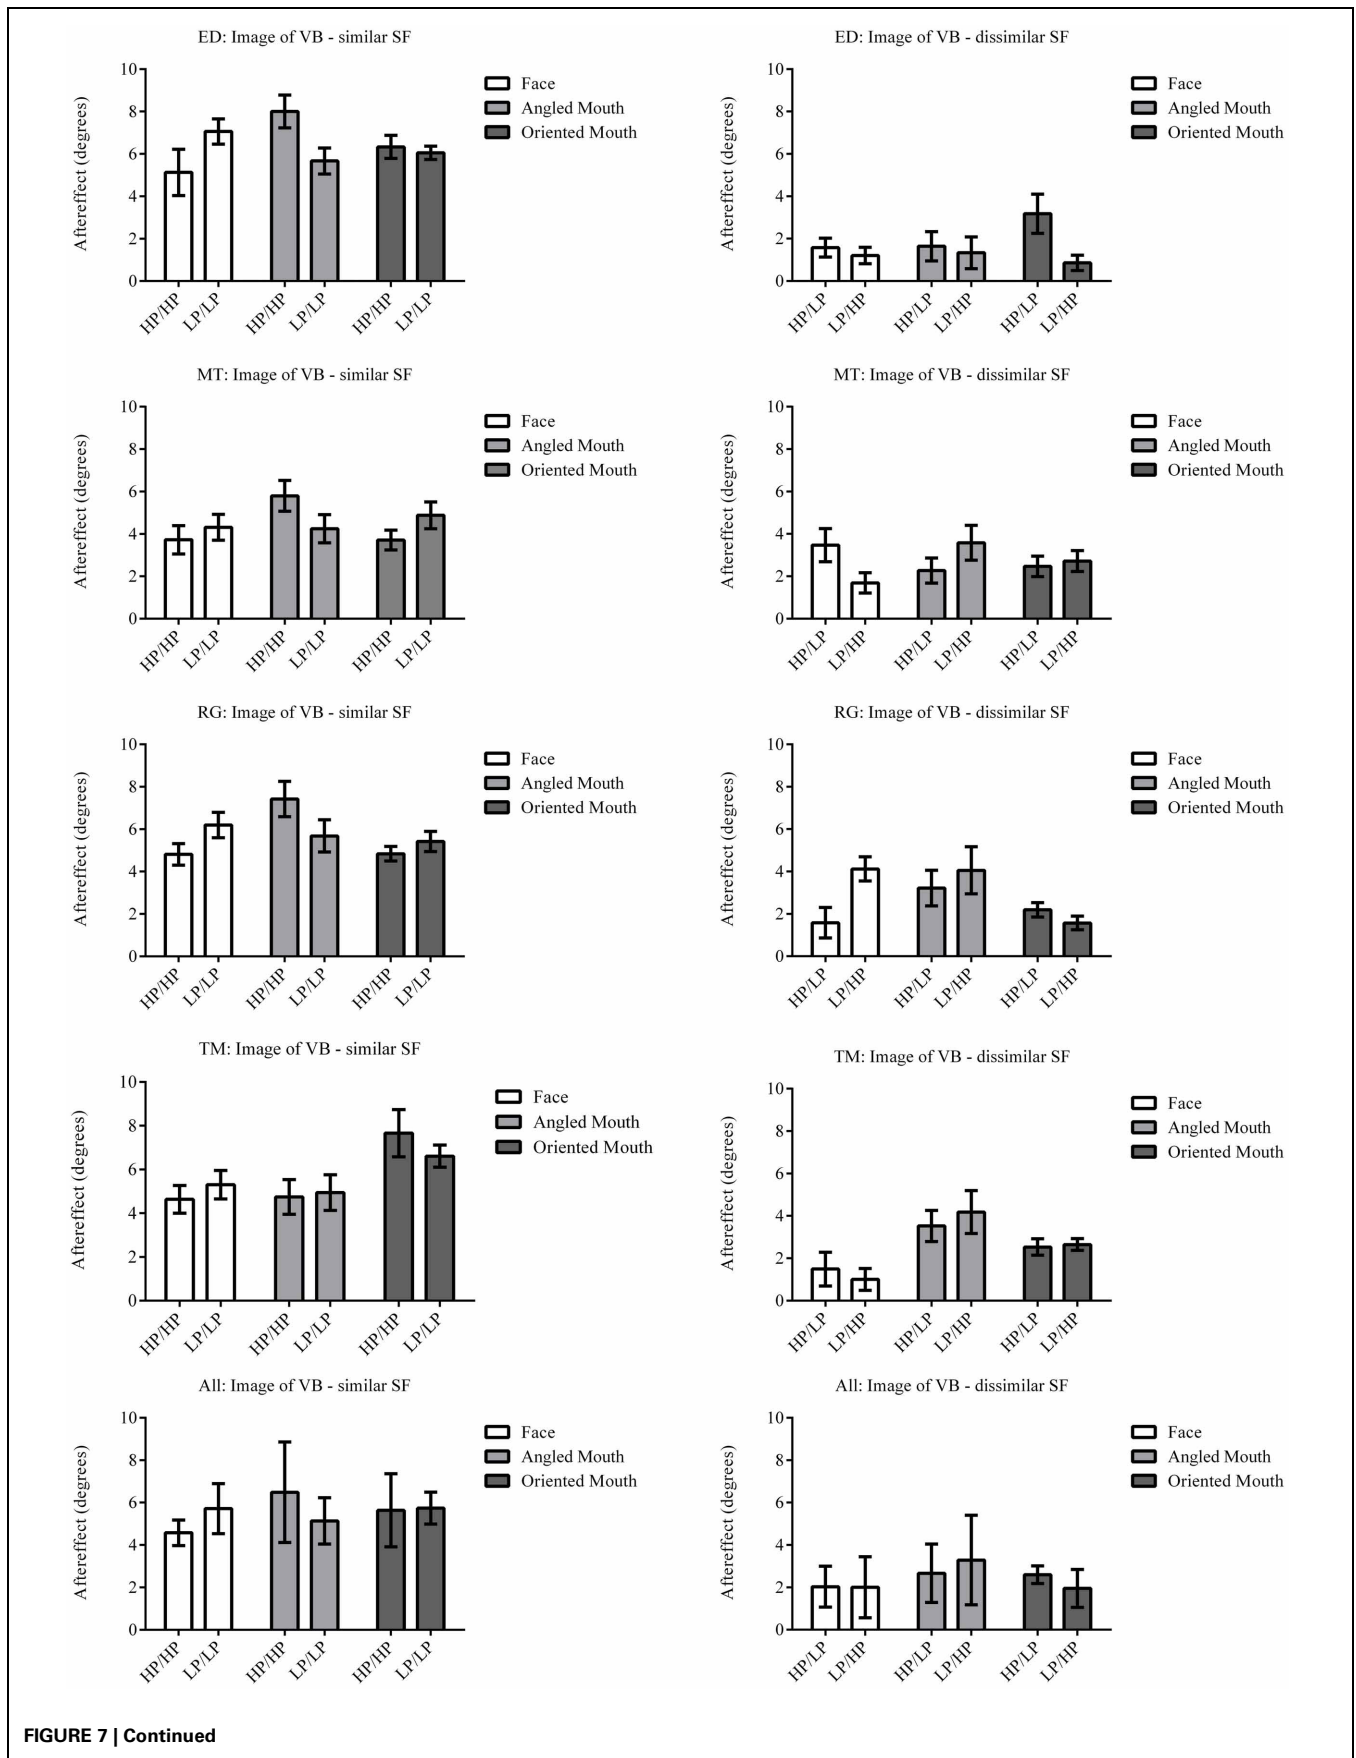 ED: Image of VB - similar SF
Aftereffect (degrees)
10
8
6
4
2
0
HP/HP
LP/LP
HP/HP
LP/LP
HP/HP
LP/LP
Face
Angled Mouth
Oriented Mouth
ED: Image of VB - dissimilar SF
Aftereffect (degrees)
10
8
6
4
2
0
HP/LP
LP/HP
HP/LP
LP/HP
HP/LP
LP/HP
Face
Angled Mouth
Oriented Mouth
MT: Image of VB - similar SF
Aftereffect (degrees)
10
8
6
4
2
0
HP/HP
LP/LP
HP/HP
LP/LP
HP/HP
LP/LP
Face
Angled Mouth
Oriented Mouth
MT: Image of VB - dissimilar SF
Aftereffect (degrees)
10
8
6
4
2
0
HP/LP
LP/HP
HP/LP
LP/HP
HP/LP
LP/HP
Face
Angled Mouth
Oriented Mouth
RG: Image of VB - similar SF
Aftereffect (degrees)
10
8
6
4
2
0
HP/HP
LP/LP
HP/HP
LP/LP
HP/HP
LP/LP
Face
Angled Mouth
Oriented Mouth
RG: Image of VB - dissimilar SF
Aftereffect (degrees)
10
8
6
4
2
0
HP/LP
LP/HP
HP/LP
LP/HP
HP/LP
LP/HP
Face
Angled Mouth
Oriented Mouth
TM: Image of VB - similar SF
Aftereffect (degrees)
10
8
6
4
2
0
HP/HP
LP/LP
HP/HP
LP/LP
HP/HP
LP/LP
Face
Angled Mouth
Oriented Mouth
TM: Image of VB - dissimilar SF
Aftereffect (degrees)
10
8
6
4
2
0
HP/LP
LP/HP
HP/LP
LP/HP
HP/LP
LP/HP
Face
Angled Mouth
Oriented Mouth
All: Image of VB - similar SF
Aftereffect (degrees)
10
8
6
4
2
0
HP/HP
LP/LP
HP/HP
LP/LP
HP/HP
LP/LP
Face
Angled Mouth
Oriented Mouth
All: Image of VB - dissimilar SF
Aftereffect (degrees)
10
8
6
4
2
0
HP/LP
LP/HP
HP/LP
LP/HP
HP/LP
LP/HP
Face
Angled Mouth
Oriented Mouth
FIGURE 7 | Continued